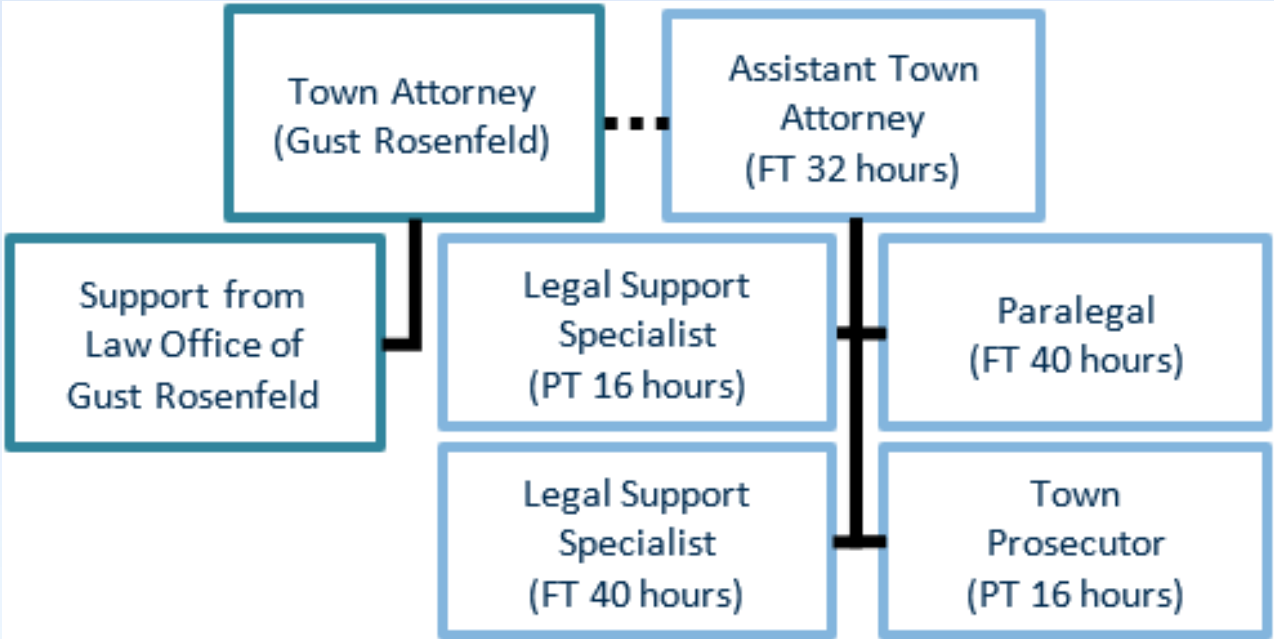 Town Attorney
(Gust Rosenfeld)
Assistant Town
Attorney
(FT 32 hours)
Support from
Law Office of
Gust Rosenfeld
Legal Support
Specialist
(PT 16 hours)
Paralegal
(FT 40 hours)
Legal Support
Specialist
(FT 40 hours)
Town
Prosecutor
(PT 16 hours)